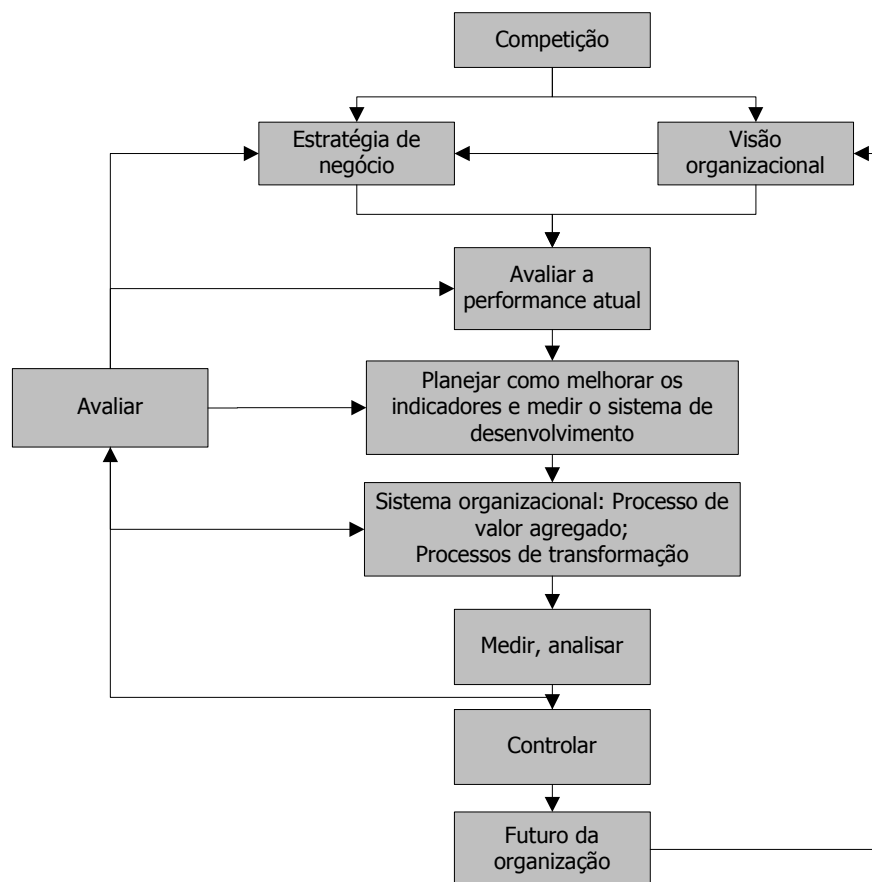 Competição
Estratégia de
negócio
Visão
organizacional
Avaliar a
performance atual
Avaliar
Planejar como melhorar os
indicadores e medir o sistema de
desenvolvimento
Sistema organizacional: Processo de
valor agregado;
Processos de transformação
Medir, analisar
Controlar
Futuro da
organização